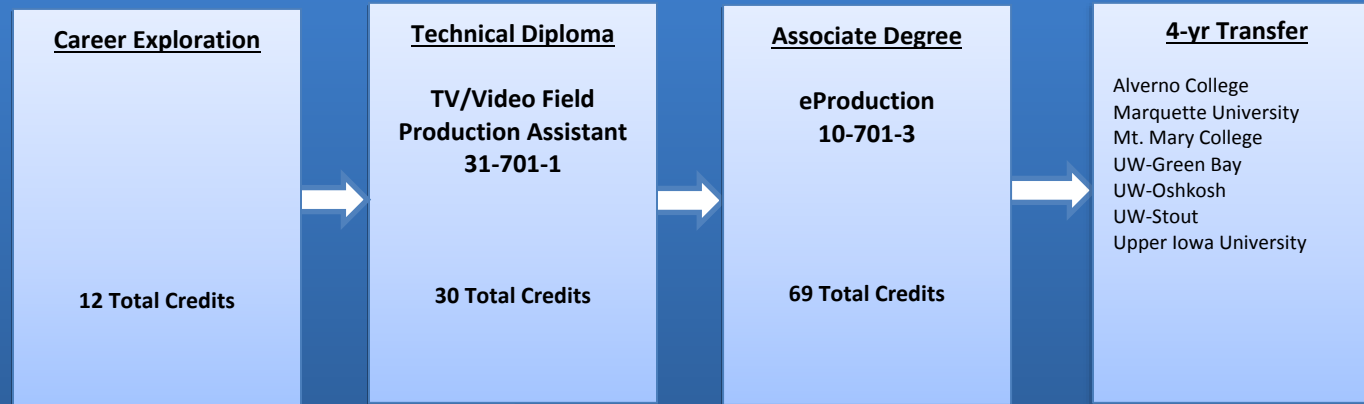 Career Exploration
12 Total Credits
Technical Diploma
TV/Video Field
Production Assistant
31-701-1
30 Total Credits
Associate Degree
eProduction
10-701-3
69 Total Credits
4-yr Transfer
Alverno College
Marquette University
Mt. Mary College
UW-Green Bay
UW-Oshkosh
UW-Stout
Upper Iowa University